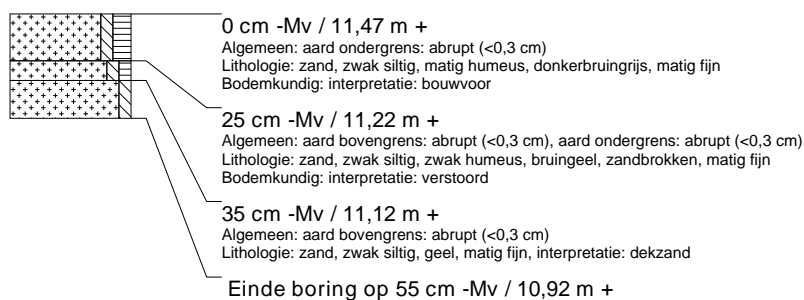 0 cm -Mv / 11,47 m +
Algemeen: aard ondergrens: abrupt (<0,3 cm)
Lithologie: zand, zwak siltig, matig humeus, donkerbruingrijs, matig fijn
Bodemkundig: interpretatie: bouwvoor
25 cm -Mv / 11,22 m +
Algemeen: aard bovengrens: abrupt (<0,3 cm), aard ondergrens: abrupt (<0,3 cm)
Lithologie: zand, zwak siltig, zwak humeus, bruingeel, zandbrokken, matig fijn
Bodemkundig: interpretatie: verstoord
35 cm -Mv / 11,12 m +
Algemeen: aard bovengrens: abrupt (<0,3 cm)
Lithologie: zand, zwak siltig, geel, matig fijn, interpretatie: dekzand
Einde boring op 55 cm -Mv / 10,92 m +